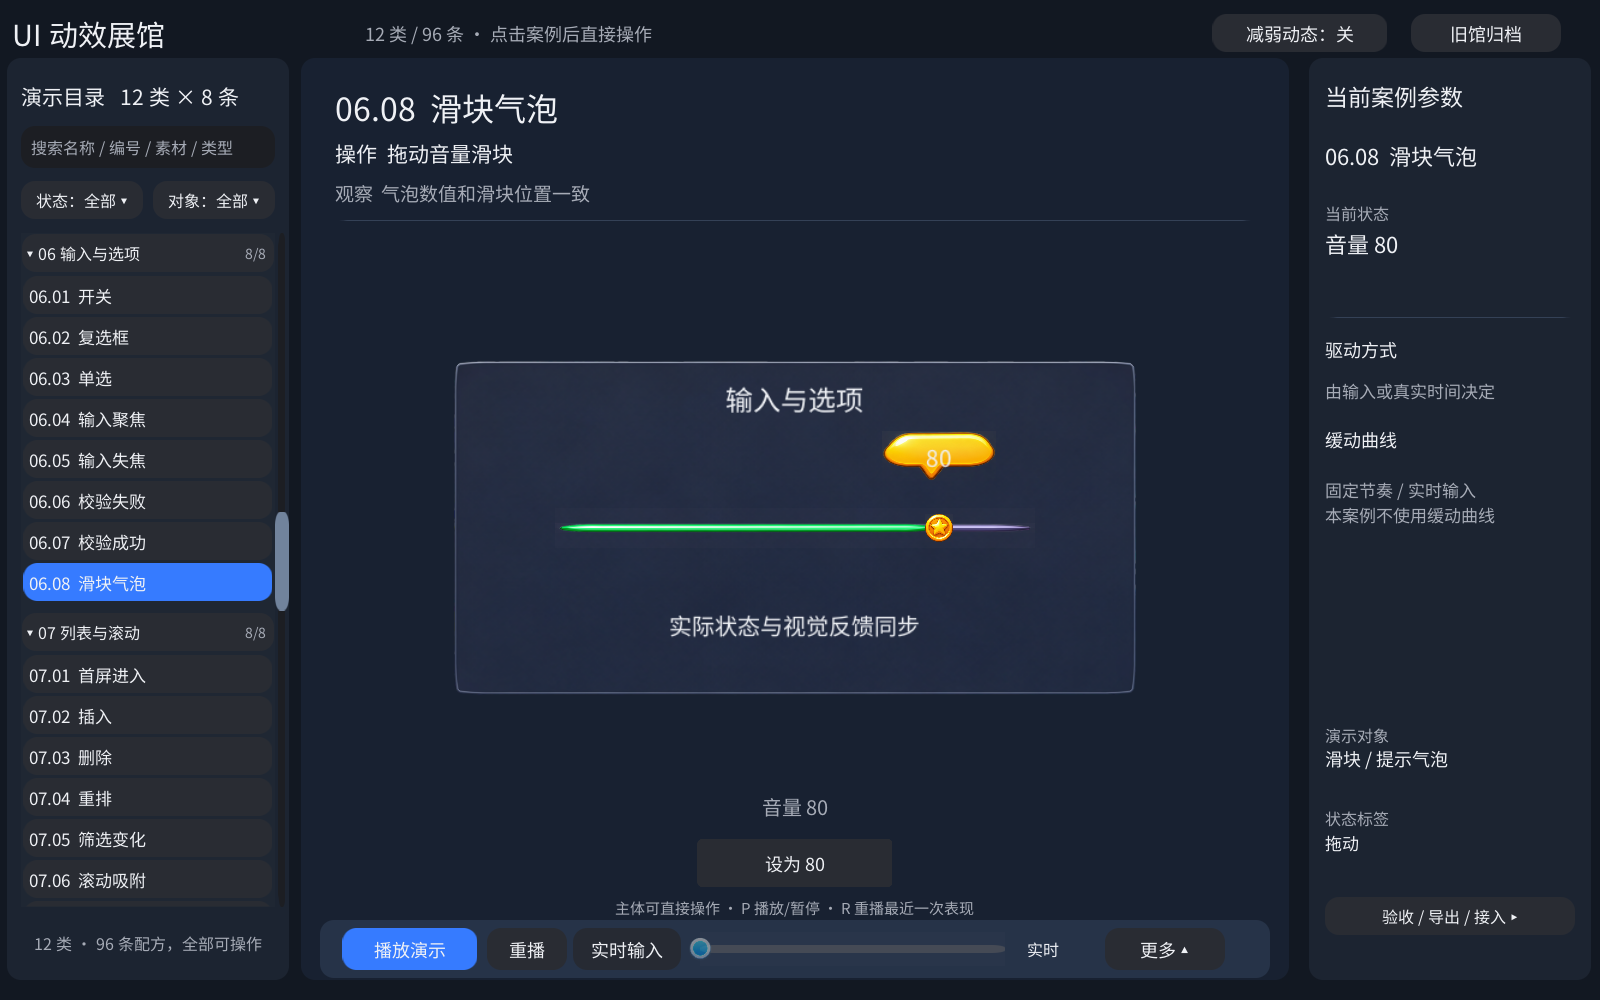 UI 动效展馆
12 类 / 96 条 · 点击案例后直接操作
减弱动态：关
旧馆归档
演示目录 12 类 × 8 条
搜索名称 / 编号 / 素材 / 类型
状态：全部 ▾
对象：全部 ▾
▾ 06 输入与选项 8/8
06.01 开关
06.02 复选框
06.03 单选
06.04 输入聚焦
06.05 输入失焦
06.06 校验失败
06.07 校验成功
06.08 滑块气泡
▾ 07 列表与滚动 8/8
07.01 首屏进入
07.02 插入
07.03 删除
07.04 重排
07.05 筛选变化
07.06 滚动吸附
12 类 · 96 条配方，全部可操作
06.08 滑块气泡
操作 拖动音量滑块
观察 气泡数值和滑块位置一致
输入与选项
80
实际状态与视觉反馈同步
音量 80
设为 80
主体可直接操作 · P 播放/暂停 · R 重播最近一次表现
播放演示
重播
实时输入
实时
更多 ▴
当前案例参数
06.08 滑块气泡
当前状态
音量 80
驱动方式
由输入或真实时间决定
缓动曲线
固定节奏 / 实时输入
本案例不使用缓动曲线
演示对象
滑块 / 提示气泡
状态标签
拖动
验收 / 导出 / 接入 ▸